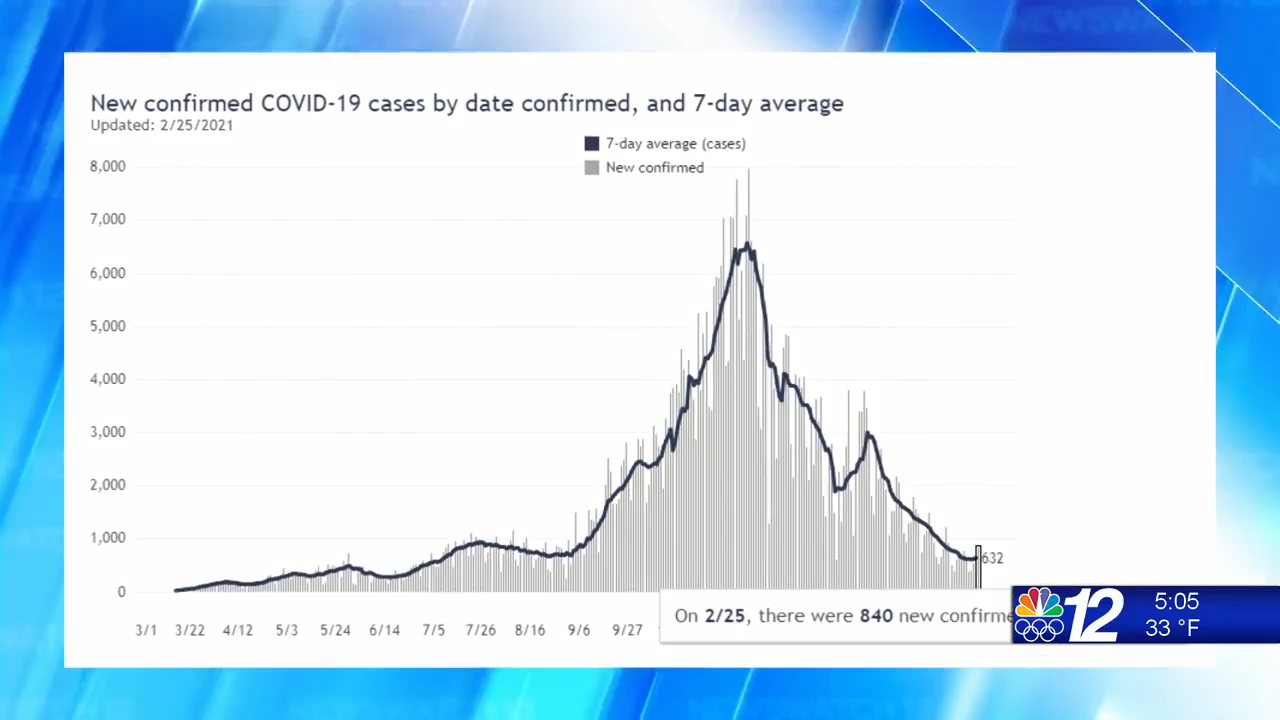 New confirmed COVID-19 cases by date confirmed, and 7-day average
Updated: 2/25/2021
7-day average (cases)
New confirmed
8,000
7,000
6,000
5,000
4,000
3,000
2,000
1,000
0
632
3/1 3/22 4/12 5/3 5/24 6/14 7/5 7/26 8/16 9/6 9/27
On 2/25, there were 840 new confirme
12
5:05
33 °F